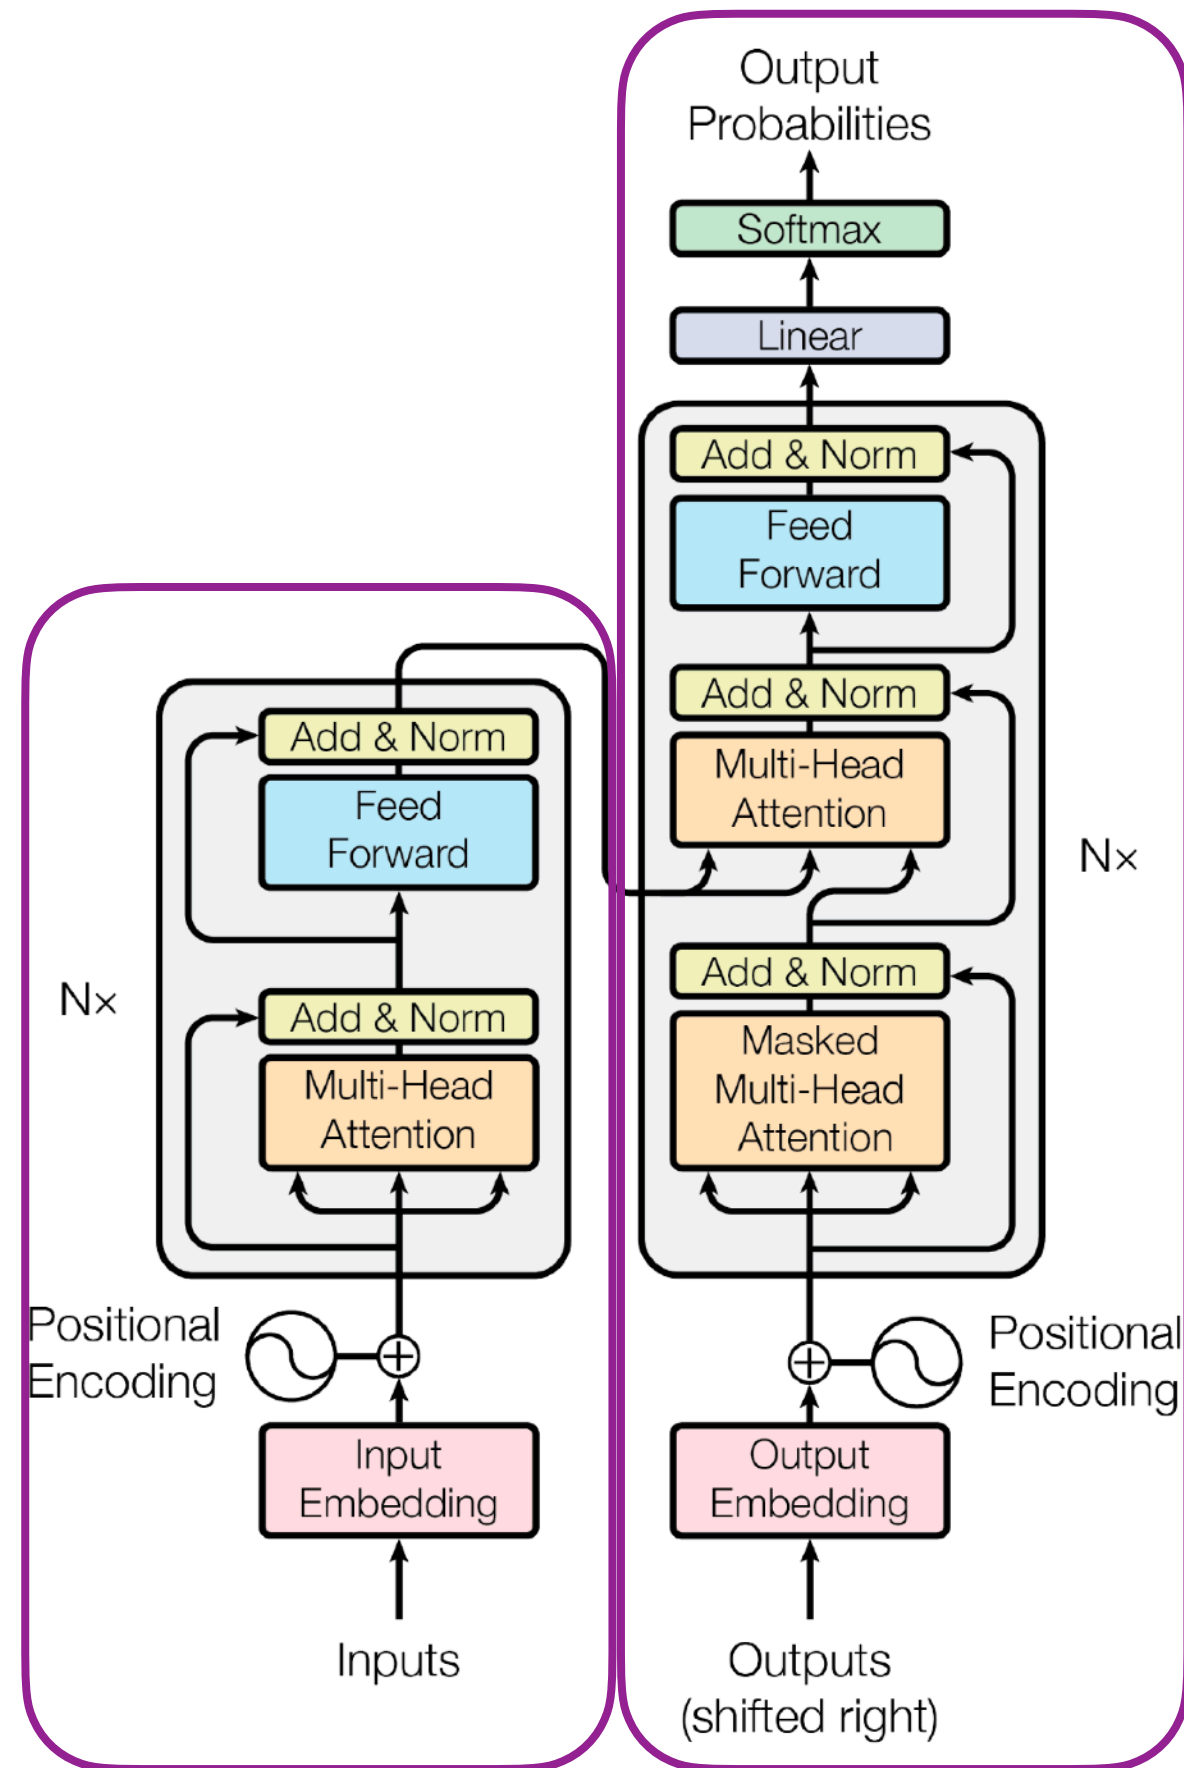 Output
Probabilities
Softmax
Linear
Add & Norm
Feed
Forward
Add & Norm
Multi-Head
Attention
N×
Add & Norm
Masked
Multi-Head
Attention
Positional
Encoding
Output
Embedding
Outputs
(shifted right)
Add & Norm
Feed
Forward
N×
Add & Norm
Multi-Head
Attention
Positional
Encoding
Input
Embedding
Inputs